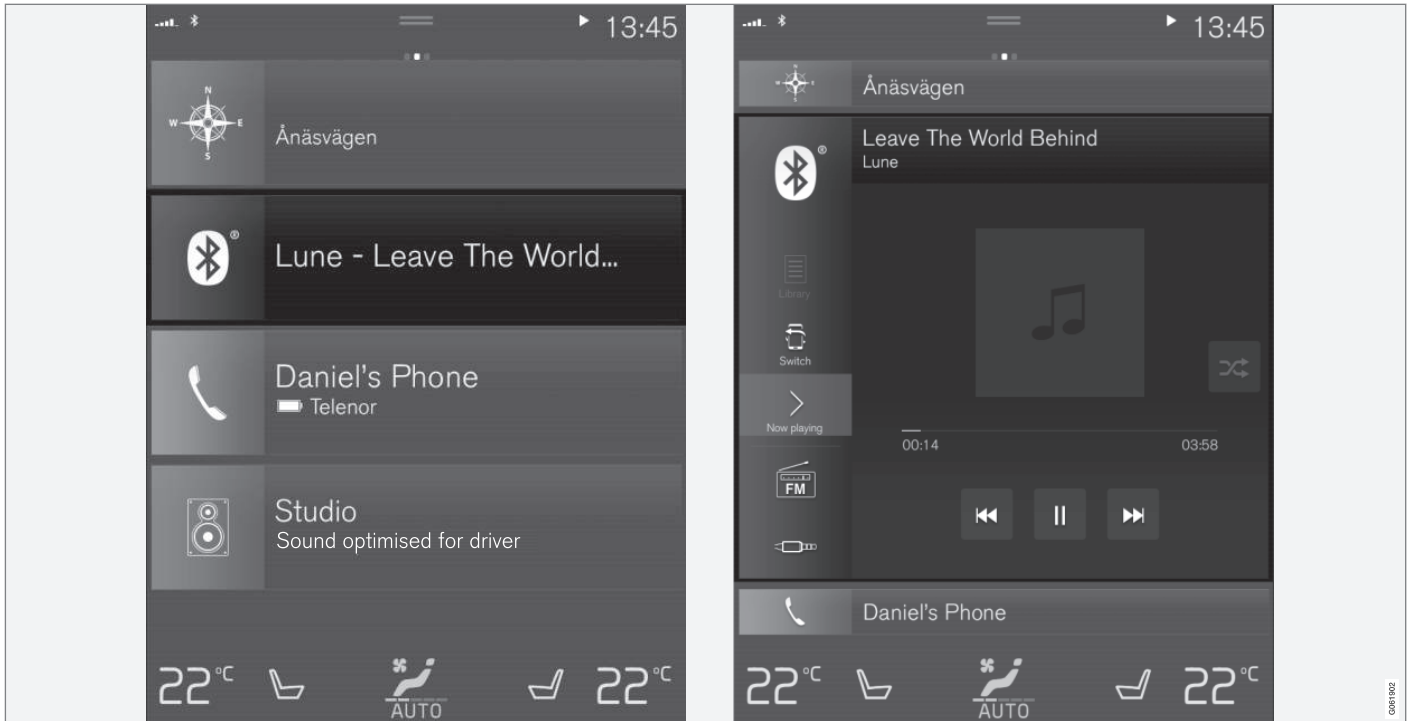 13:45
N
W E
S
Ånäsvägen
®
Lune - Leave The World...
Daniel's Phone
Telenor
Studio
Sound optimised for driver
22°C
AUTO
22°C
13:45
N
W E
S
Ånäsvägen
®
Leave The World Behind
Lune
Library
Switch
Now playing
00:14
03:58
FM
Daniel's Phone
22°C
AUTO
22°C
G061902